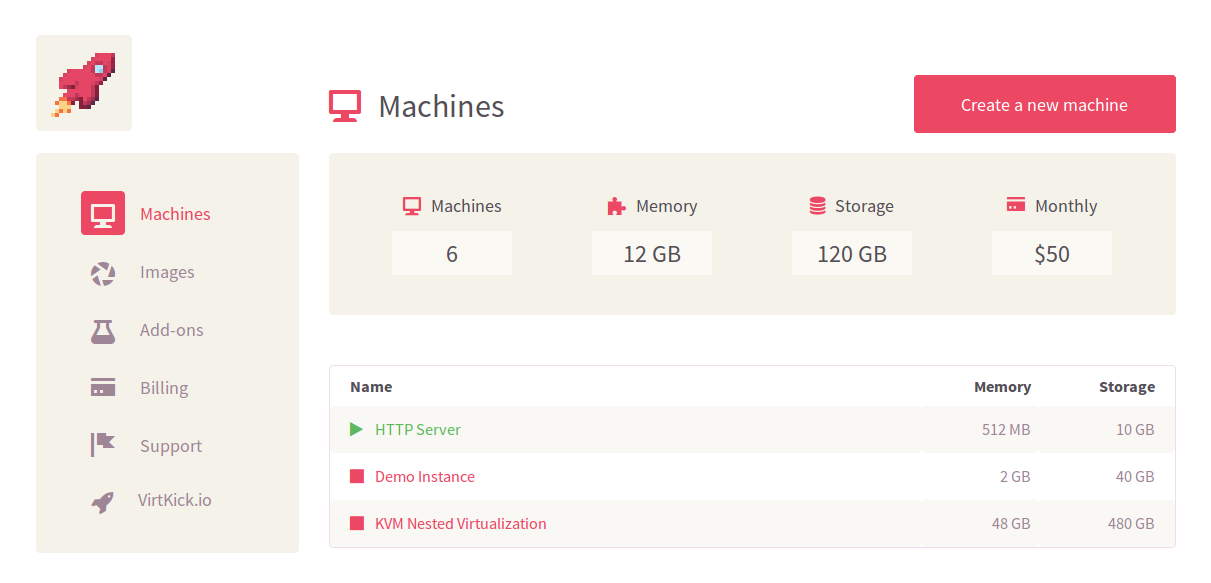 Machines
Create a new machine
Machines
Images
Add-ons
Billing
Support
VirtKick.io
Machines Memory Storage Monthly
6 12 GB 120 GB $50
Name Memory Storage
HTTP Server 512 MB 10 GB
Demo Instance 2 GB 40 GB
KVM Nested Virtualization 48 GB 480 GB